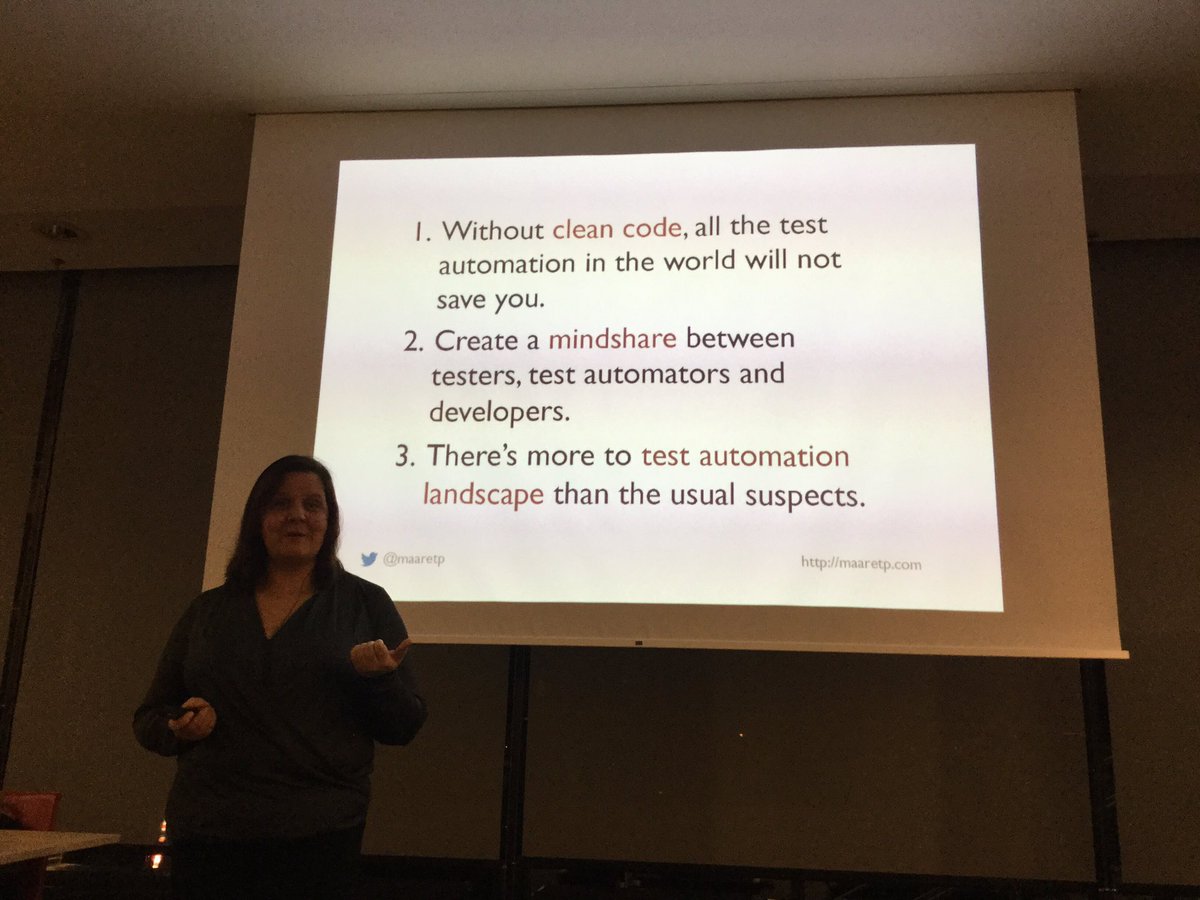 1. Without clean code, all the test
automation in the world will not
save you.
2. Create a mindshare between
testers, test automators and
developers.
3. There's more to test automation
landscape than the usual suspects.
@maaretp
http://maaretp.com